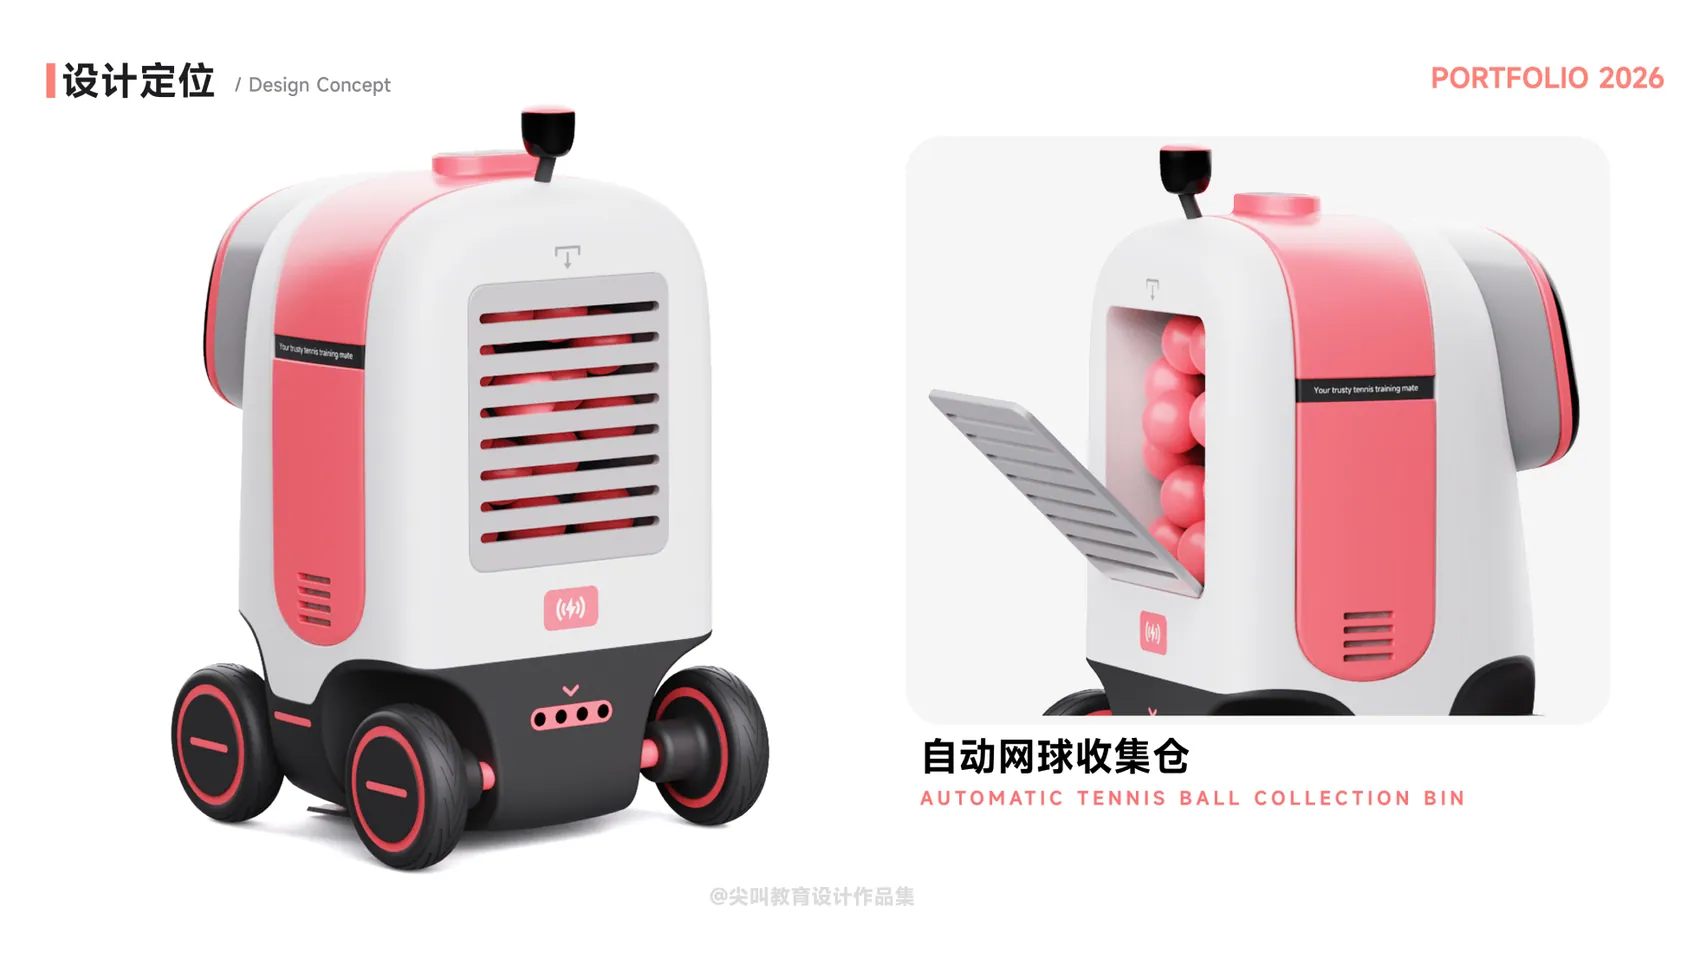 设计定位 / Design Concept
PORTFOLIO 2026
Your trusty tennis training mate
Your trusty tennis training mate
自动网球收集仓
AUTOMATIC TENNIS BALL COLLECTION BIN
@尖叫教育设计作品集